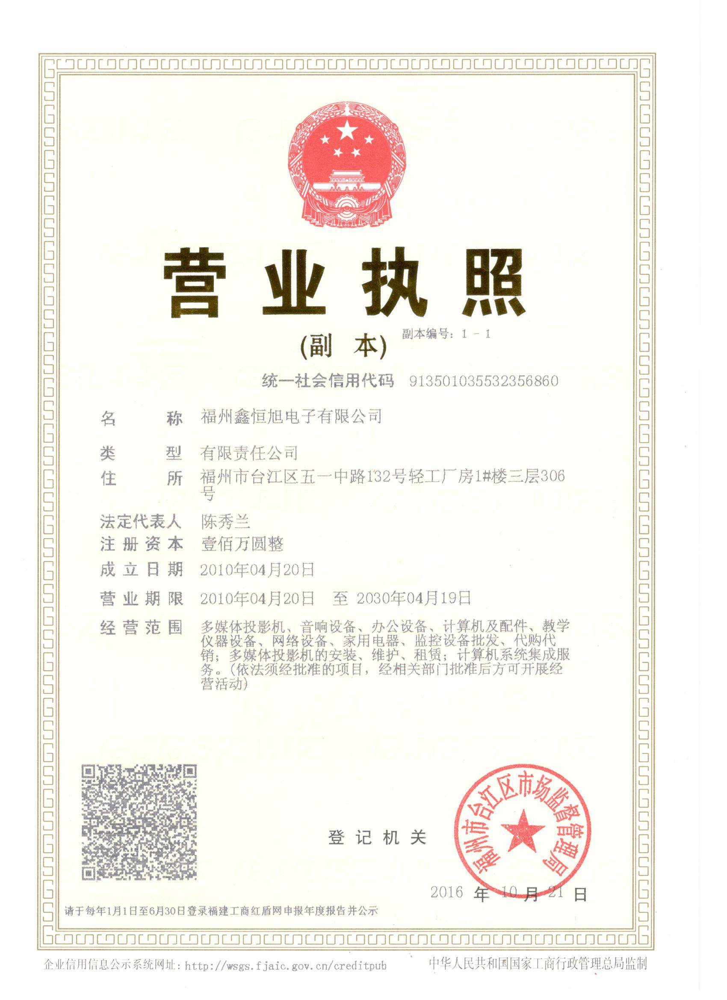 营业执照
(副 本)
副本编号：1－1
统一社会信用代码 913501035532356860
名 称 福州鑫恒旭电子有限公司
类 型 有限责任公司
住 所 福州市台江区五一中路132号轻工厂房1#楼三层306
号
法定代表人 陈秀兰
注册资本 壹佰万圆整
成立日期 2010年04月20日
营业期限 2010年04月20日 至 2030年04月19日
经营范围 多媒体投影机、音响设备、办公设备、计算机及配件、教学
仪器设备、网络设备、家用电器、监控设备批发、代购代
销；多媒体投影机的安装、维护、租赁；计算机系统集成服
务。（依法须经批准的项目，经相关部门批准后方可开展经
营活动）
福州市台江区市场监督管理局
登记机关
2016 年 10 月 21 日
请于每年1月1日至6月30日登录福建工商红盾网申报年度报告并公示
企业信用信息公示系统网址：http://wsgs.fjaic.gov.cn/creditpub
中华人民共和国国家工商行政管理总局监制